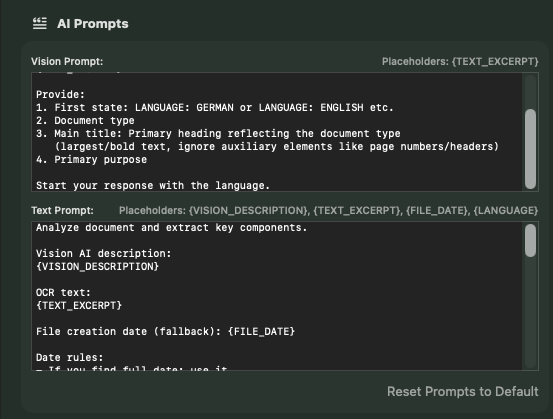 AI Prompts
Vision Prompt: Placeholders: {TEXT_EXCERPT}
Provide:
1. First state: LANGUAGE: GERMAN or LANGUAGE: ENGLISH etc.
2. Document type
3. Main title: Primary heading reflecting the document type
(largest/bold text, ignore auxiliary elements like page numbers/headers)
4. Primary purpose
Start your response with the language.
Text Prompt: Placeholders: {VISION_DESCRIPTION}, {TEXT_EXCERPT}, {FILE_DATE}, {LANGUAGE}
Analyze document and extract key components.
Vision AI description:
{VISION_DESCRIPTION}
OCR text:
{TEXT_EXCERPT}
File creation date (fallback): {FILE_DATE}
Date rules:
– If you find full date: use it
Reset Prompts to Default